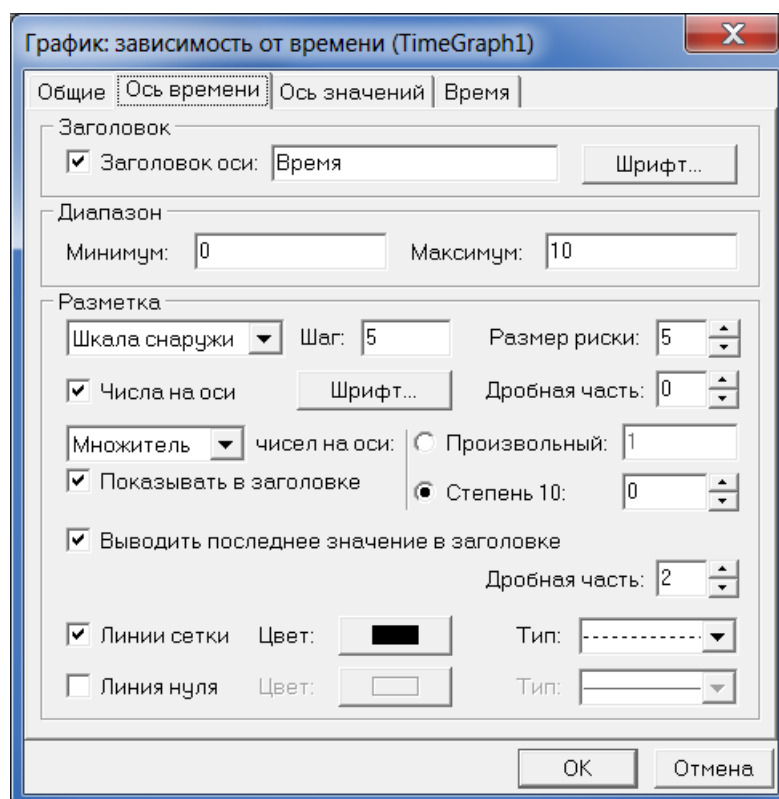 График: зависимость от времени (TimeGraph1)
Общие Ось времени Ось значений Время
Заголовок
Заголовок оси: Время Шрифт...
Диапазон
Минимум: 0 Максимум: 10
Разметка
Шкала снаружи Шаг: 5 Размер риски: 5
Числа на оси Шрифт... Дробная часть: 0
Множитель чисел на оси: Произвольный: 1
Показывать в заголовке Степень 10: 0
Выводить последнее значение в заголовке
Дробная часть: 2
Линии сетки Цвет: Тип:
Линия нуля Цвет: Тип:
OK Отмена